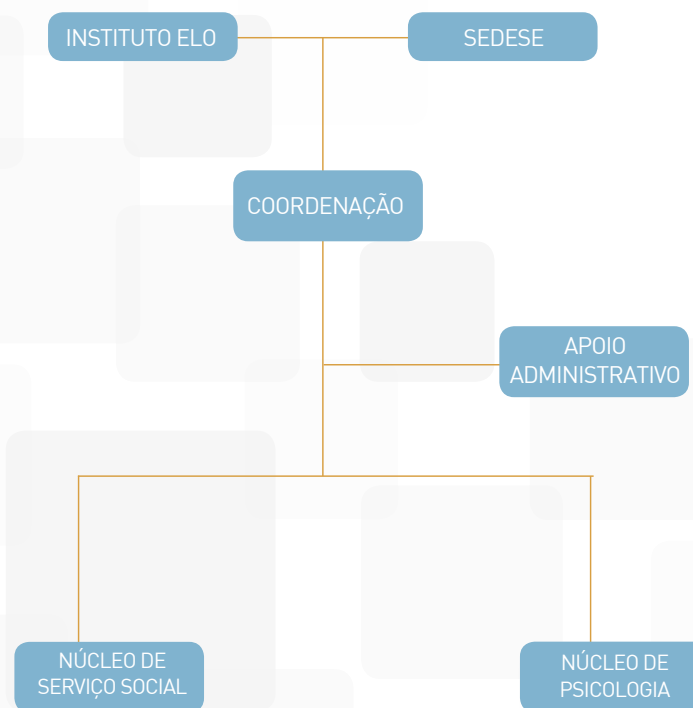 INSTITUTO ELO
SEDESE
COORDENAÇÃO
APOIO
ADMINISTRATIVO
NÚCLEO DE
SERVIÇO SOCIAL
NÚCLEO DE
PSICOLOGIA